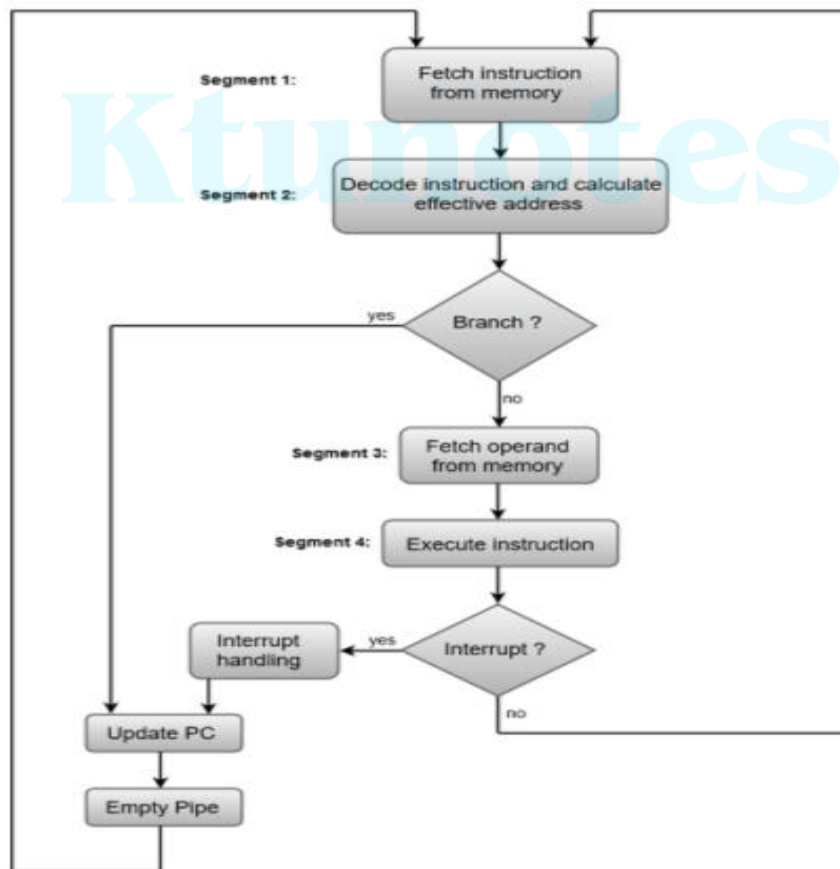 Ktunotes
Segment 1:
Fetch instruction
from memory
Segment 2:
Decode instruction and calculate
effective address
Branch ?
yes
no
Segment 3:
Fetch operand
from memory
Segment 4:
Execute instruction
Interrupt
handling
yes
Interrupt ?
no
Update PC
Empty Pipe